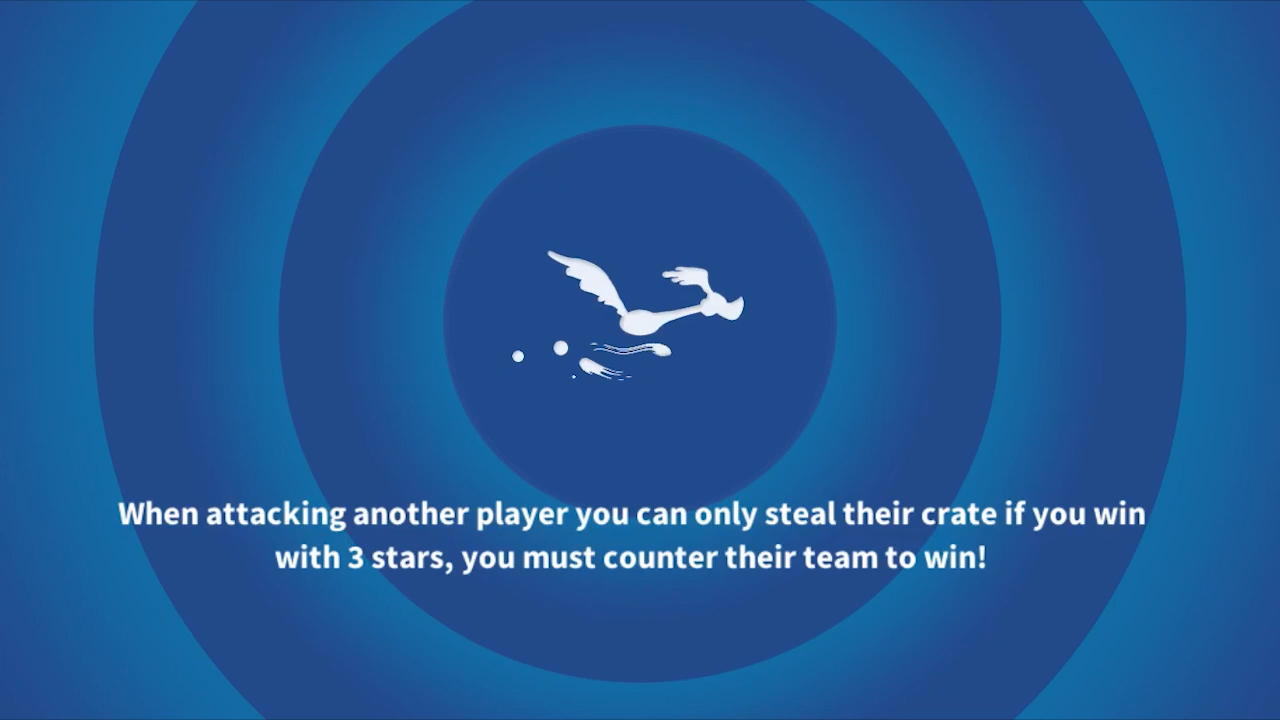 When attacking another player you can only steal their crate if you win
with 3 stars, you must counter their team to win!